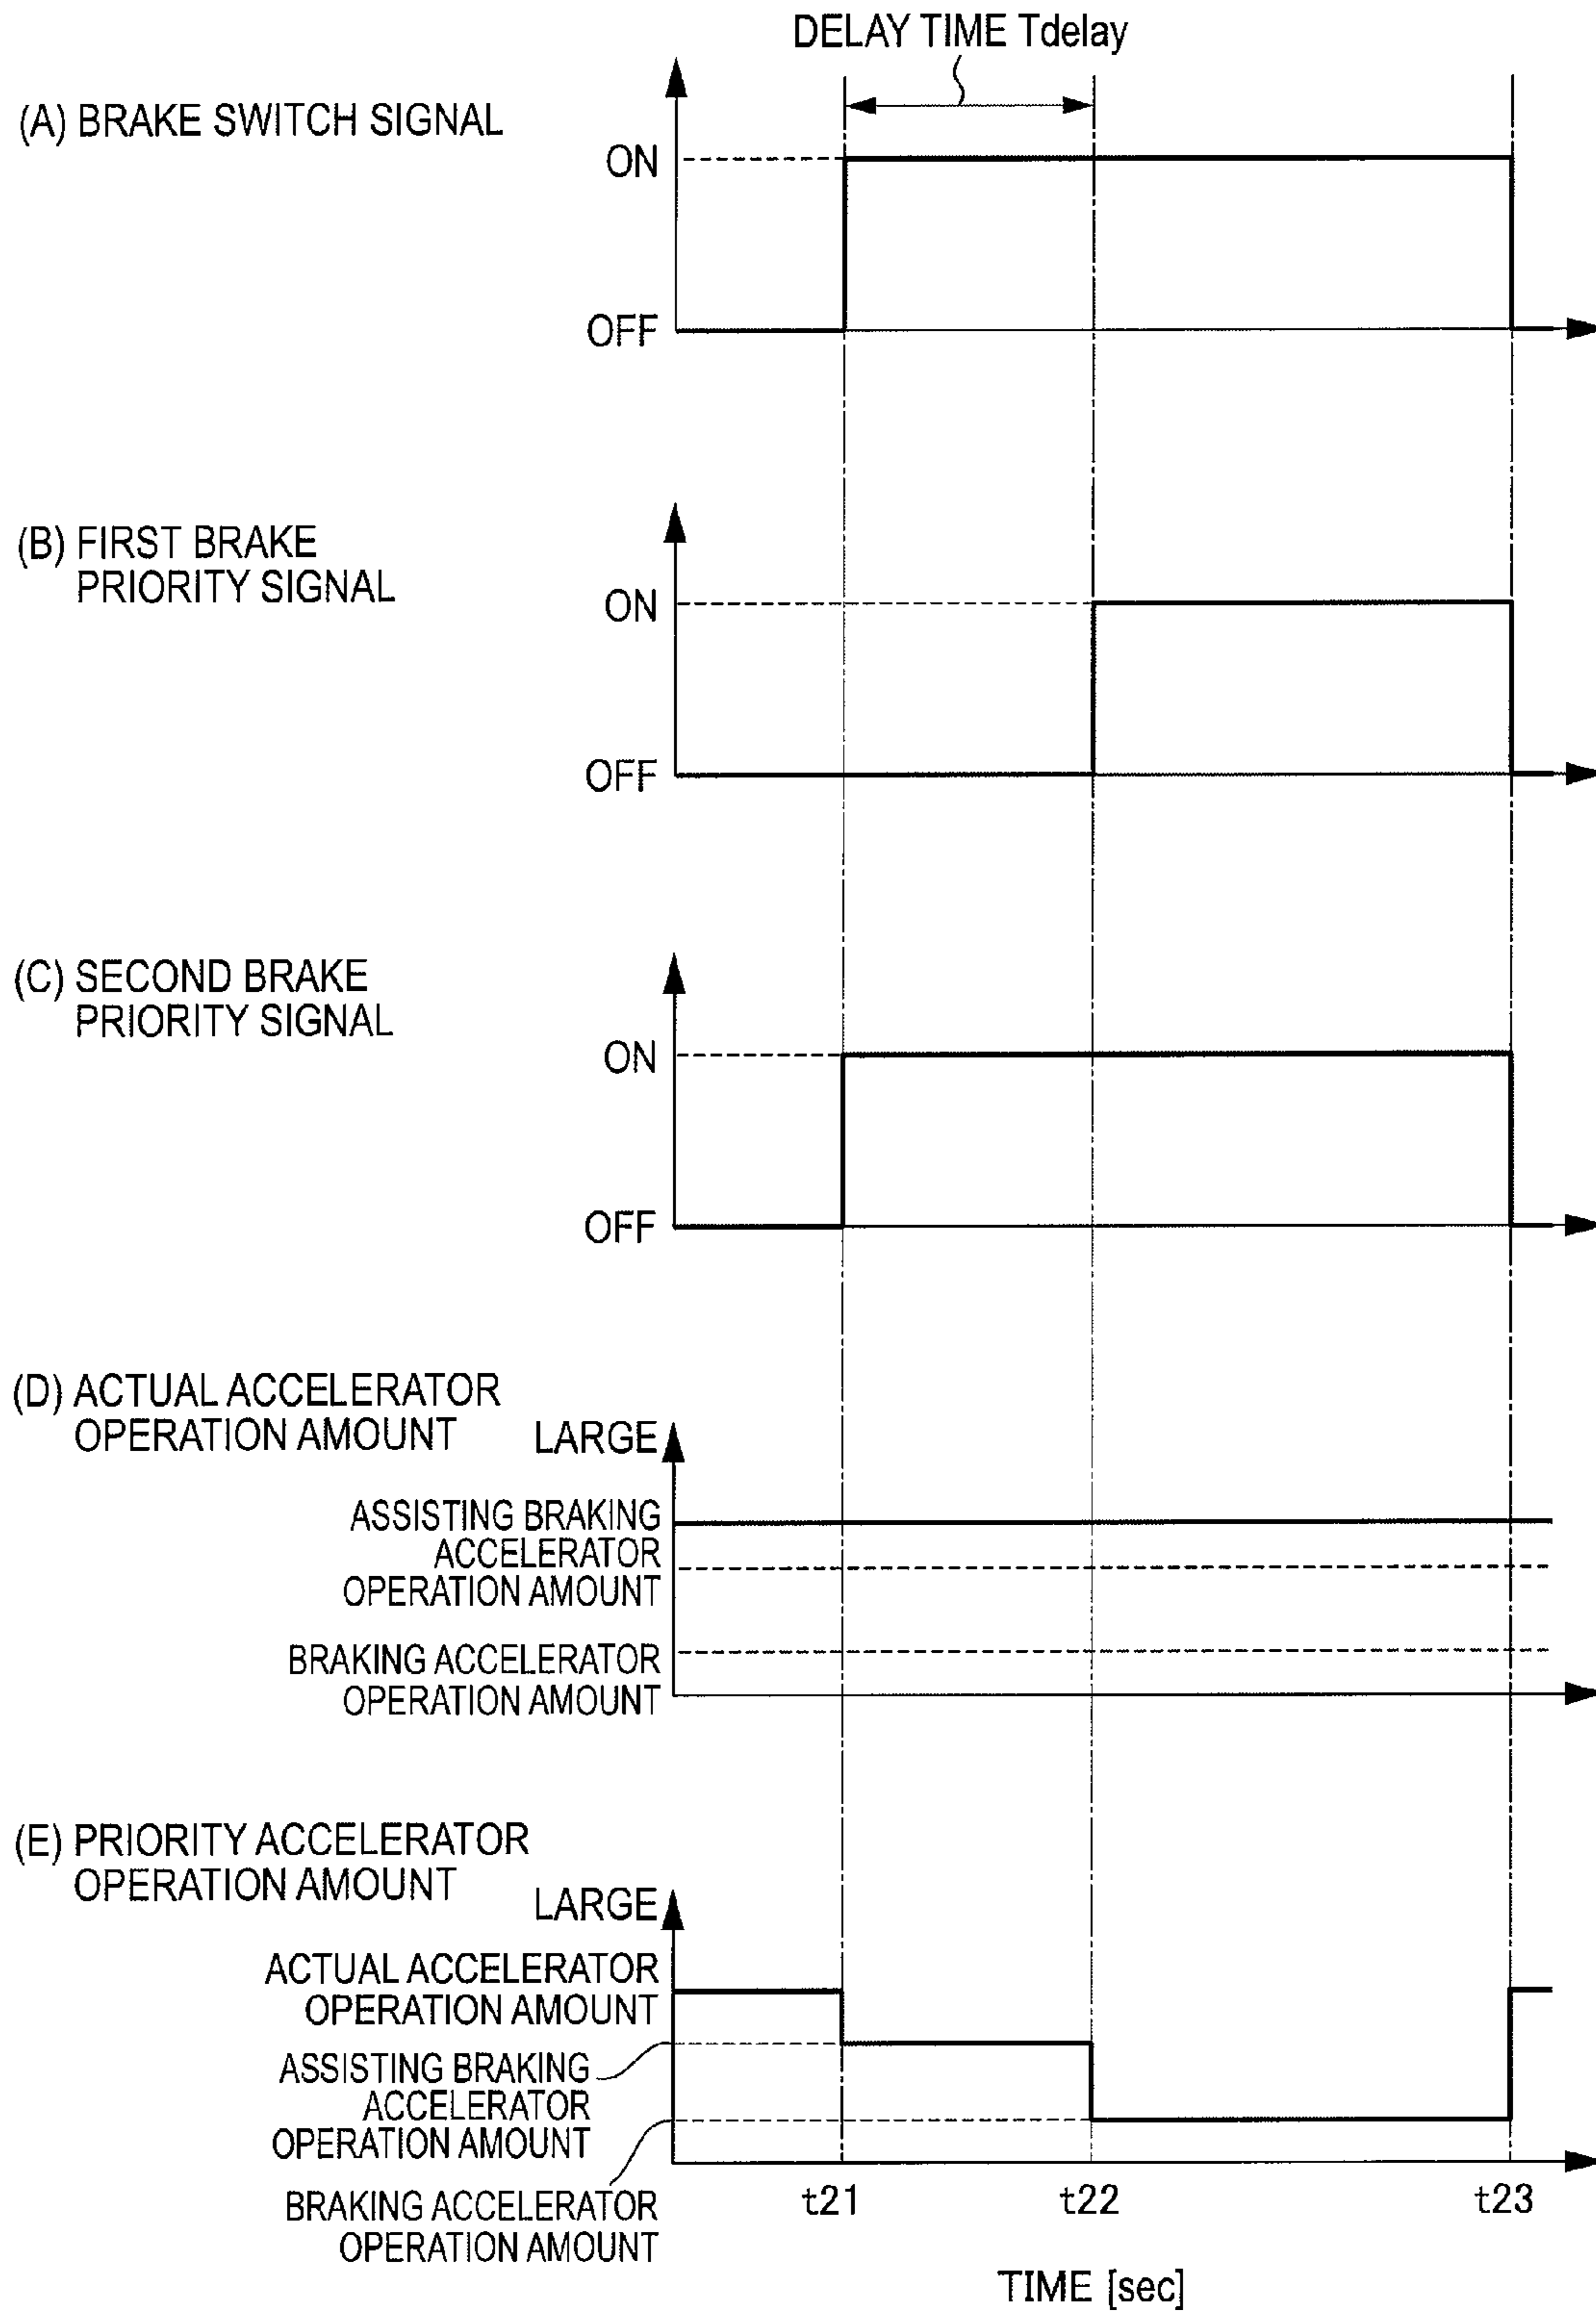 DELAY TIME Tdelay
(A) BRAKE SWITCH SIGNAL
ON
OFF
(B) FIRST BRAKE
PRIORITY SIGNAL
ON
OFF
(C) SECOND BRAKE
PRIORITY SIGNAL
ON
OFF
(D) ACTUAL ACCELERATOR
OPERATION AMOUNT
LARGE
ASSISTING BRAKING
ACCELERATOR
OPERATION AMOUNT
BRAKING ACCELERATOR
OPERATION AMOUNT
(E) PRIORITY ACCELERATOR
OPERATION AMOUNT
LARGE
ACTUAL ACCELERATOR
OPERATION AMOUNT
ASSISTING BRAKING
ACCELERATOR
OPERATION AMOUNT
BRAKING ACCELERATOR
OPERATION AMOUNT
t21 t22 t23
TIME [sec]